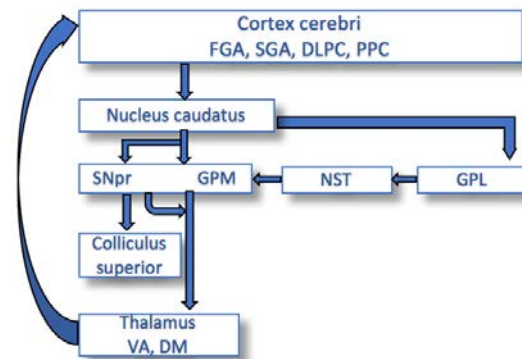 Cortex cerebri
FGA, SGA, DLPC, PPC
Nucleus caudatus
SNpr GPM
NST
GPL
Colliculus
superior
Thalamus
VA, DM